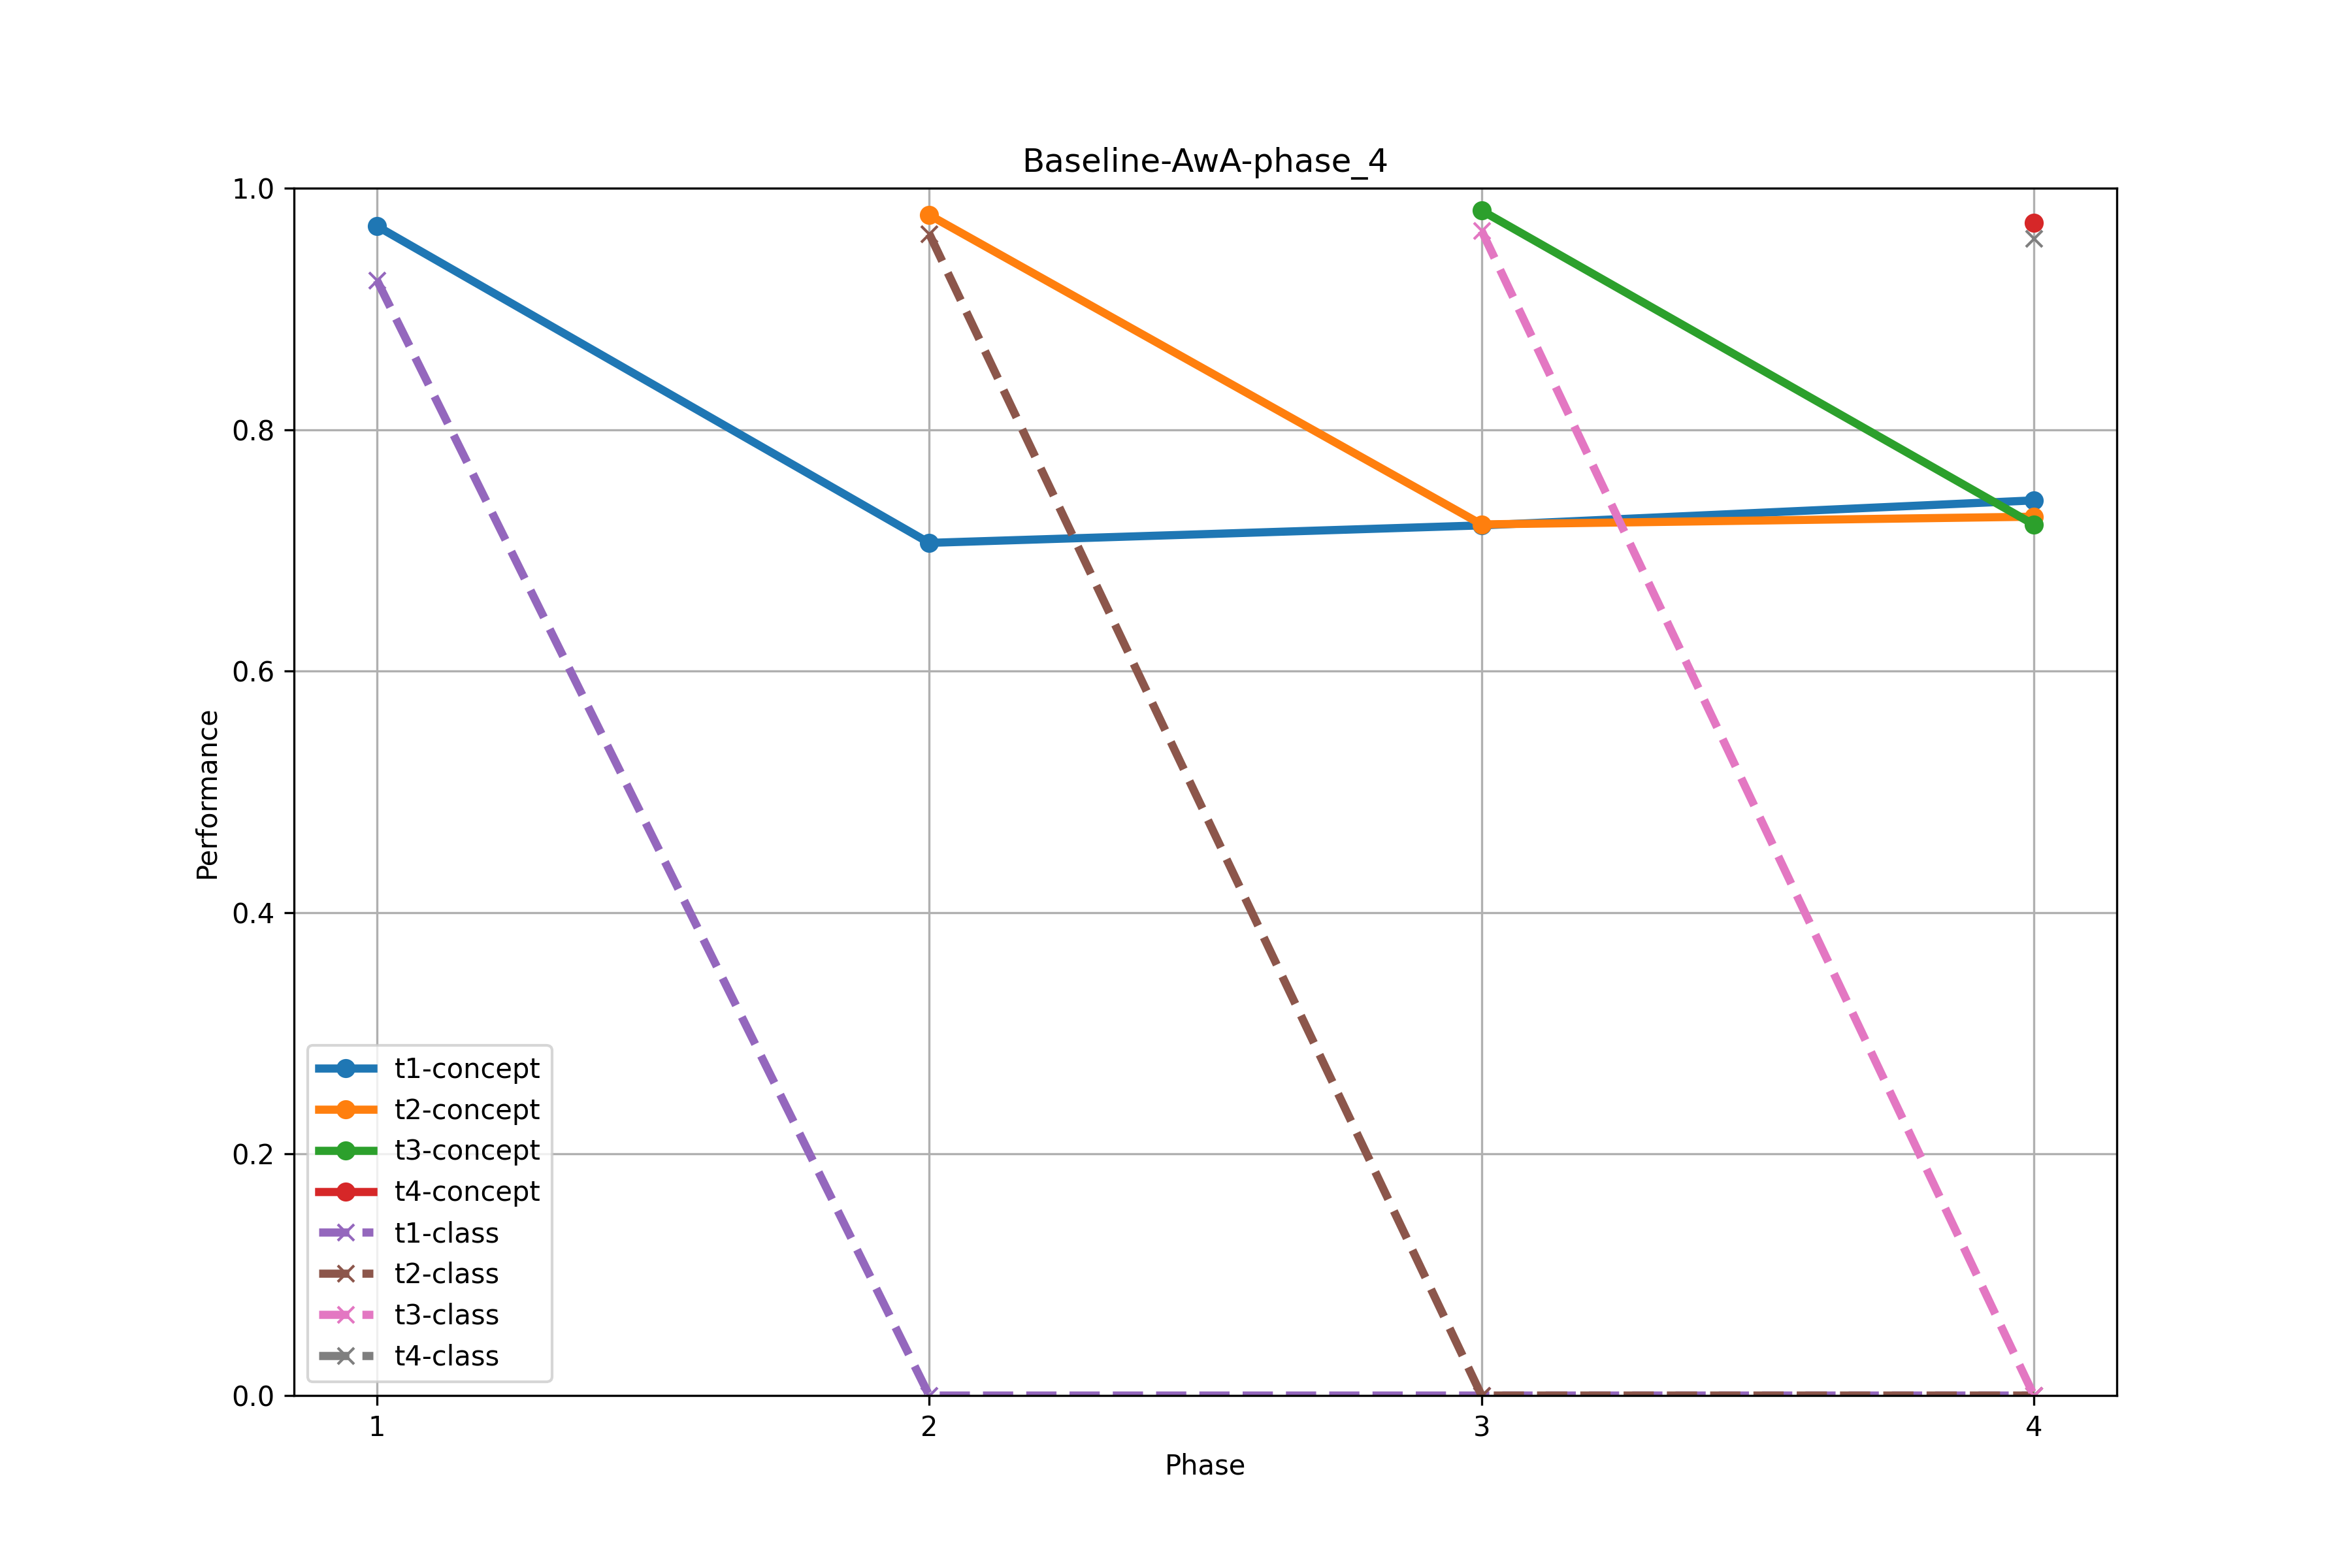 Baseline-AwA-phase_4
1.0
0.8
0.6
0.4
0.2
0.0
Performance
t1-concept
t2-concept
t3-concept
t4-concept
t1-class
t2-class
t3-class
t4-class
1 2 3 4
Phase